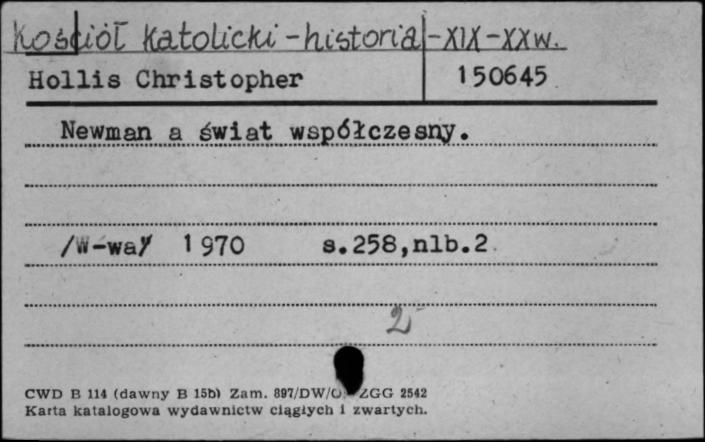 Kościół katolicki - historia - XIX - XX w.
Hollis Christopher 150645
Newman a świat współczesny.
/W-wa/ 1970 s.258,nlb.2
2
CWD B 114 (dawny B 15b) Zam. 897/DW/O, ZGG 2542
Karta katalogowa wydawnictw ciągłych i zwartych.